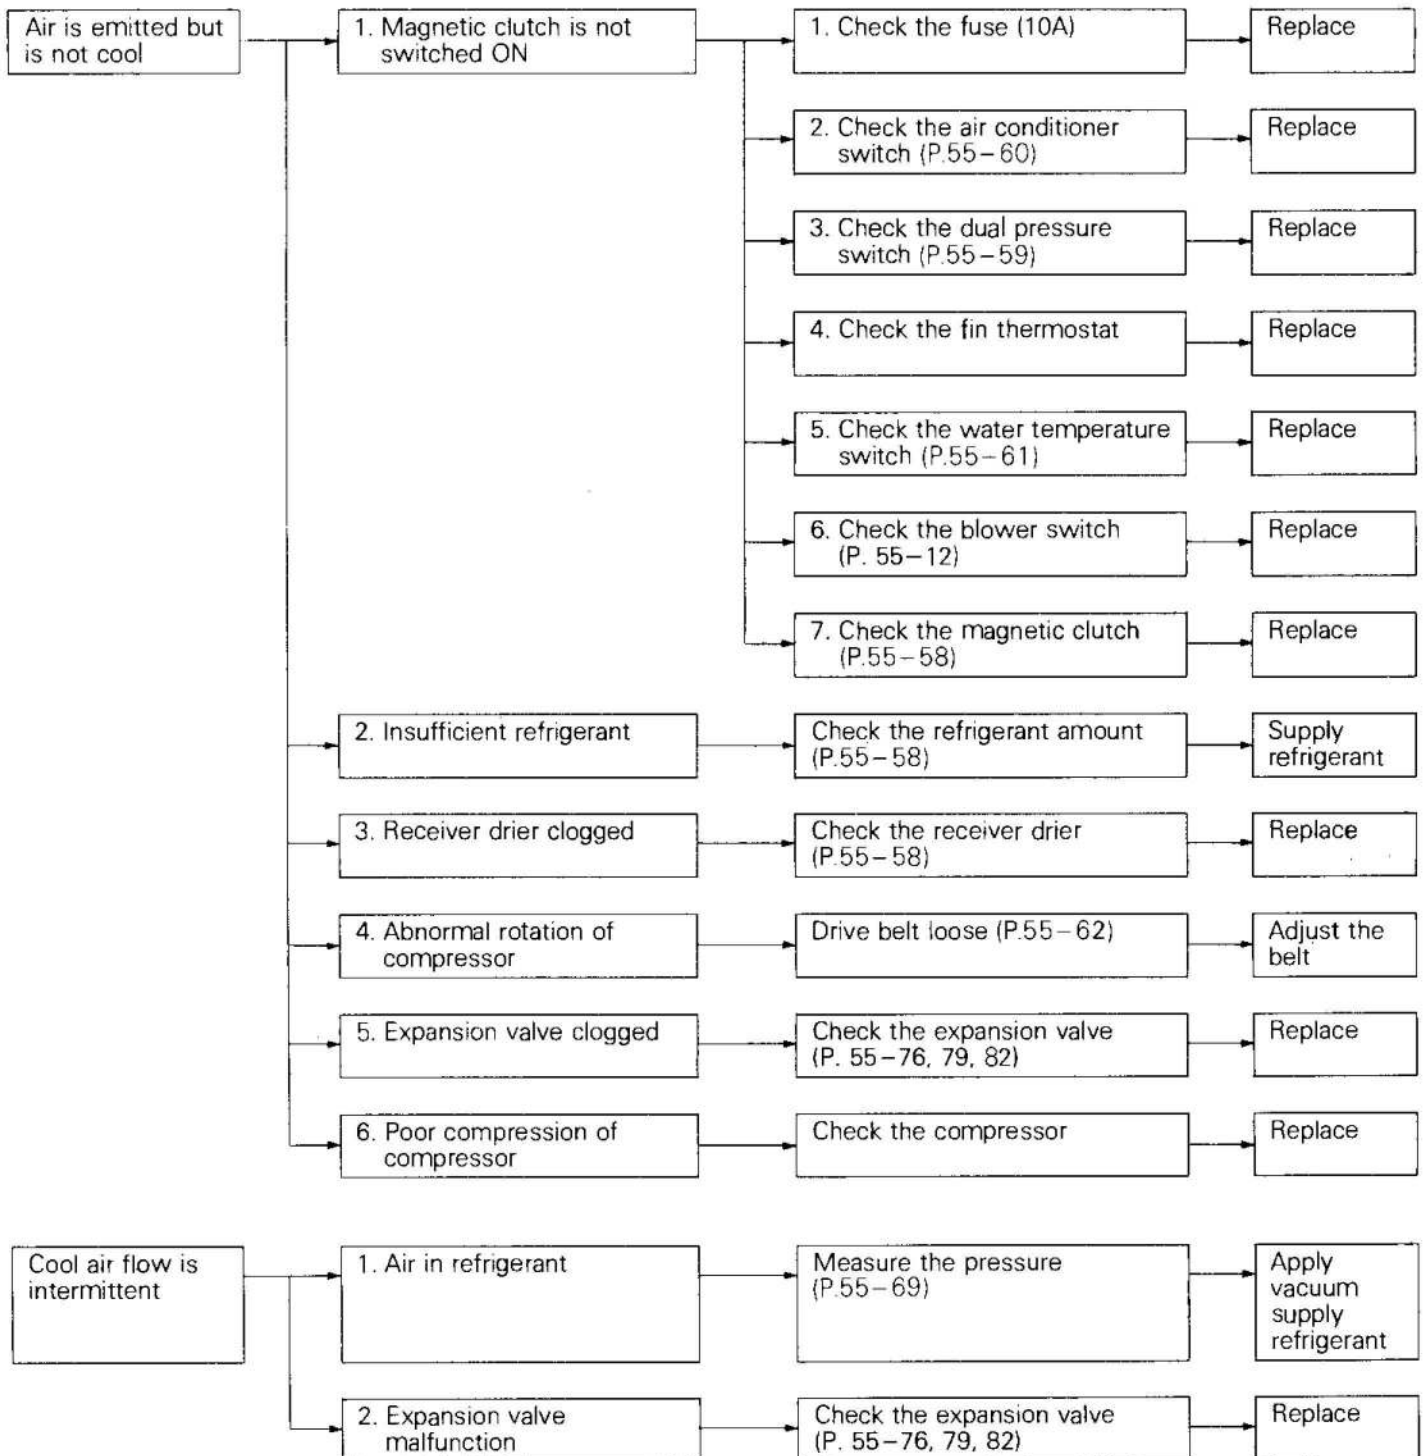 Air is emitted but
is not cool
1. Magnetic clutch is not
switched ON
1. Check the fuse (10A)
Replace
2. Check the air conditioner
switch (P.55–60)
Replace
3. Check the dual pressure
switch (P.55–59)
Replace
4. Check the fin thermostat
Replace
5. Check the water temperature
switch (P.55–61)
Replace
6. Check the blower switch
(P. 55–12)
Replace
7. Check the magnetic clutch
(P.55–58)
Replace
2. Insufficient refrigerant
Check the refrigerant amount
(P.55–58)
Supply
refrigerant
3. Receiver drier clogged
Check the receiver drier
(P.55–58)
Replace
4. Abnormal rotation of
compressor
Drive belt loose (P.55–62)
Adjust the
belt
5. Expansion valve clogged
Check the expansion valve
(P. 55–76, 79, 82)
Replace
6. Poor compression of
compressor
Check the compressor
Replace
Cool air flow is
intermittent
1. Air in refrigerant
Measure the pressure
(P.55–69)
Apply
vacuum
supply
refrigerant
2. Expansion valve
malfunction
Check the expansion valve
(P. 55–76, 79, 82)
Replace